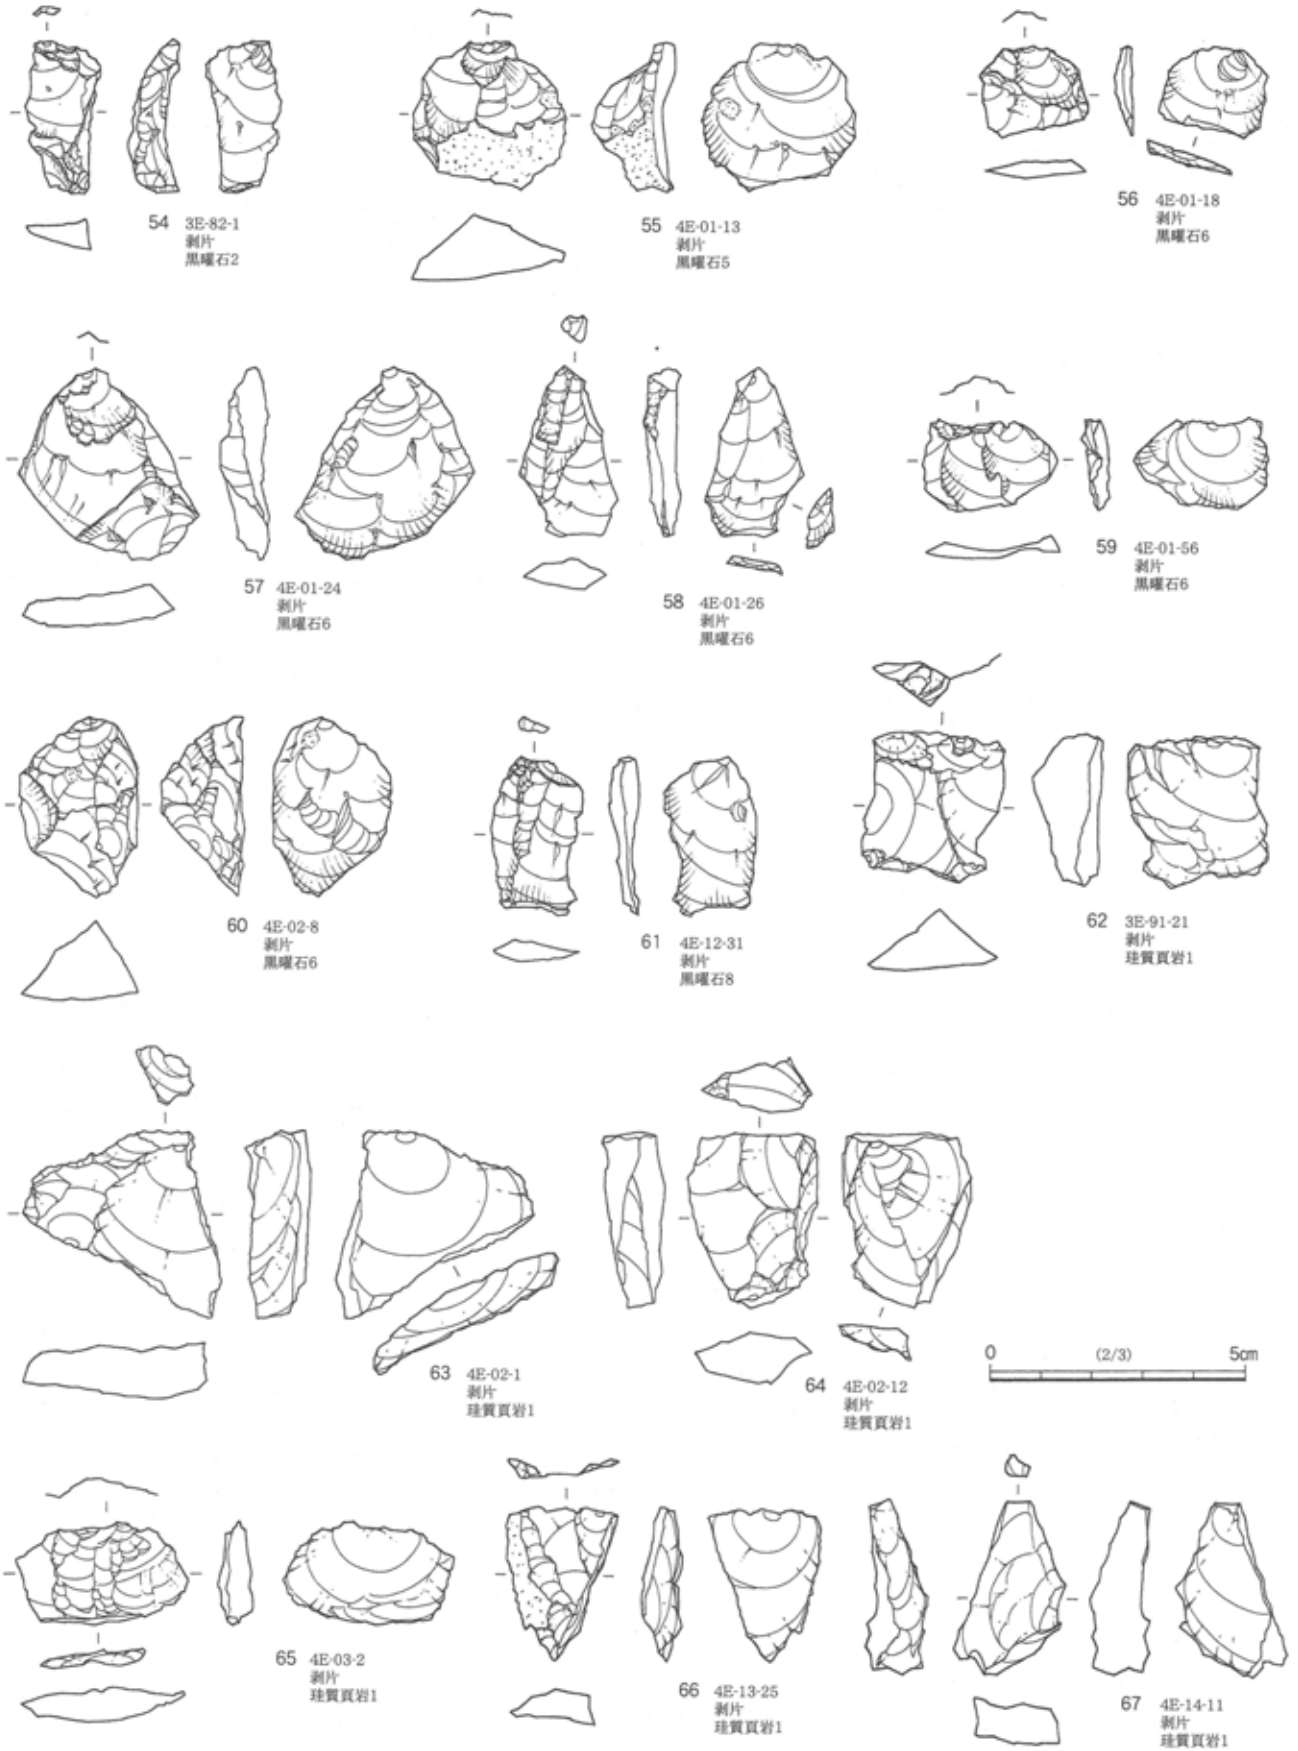 54 3E-82-1
剥片
黒曜石2
55 4E-01-13
剥片
黒曜石5
56 4E-01-18
剥片
黒曜石6
57 4E-01-24
剥片
黒曜石6
58 4E-01-26
剥片
黒曜石6
59 4E-01-56
剥片
黒曜石6
60 4E-02-8
剥片
黒曜石6
61 4E-12-31
剥片
黒曜石8
62 3E-91-21
剥片
珪質頁岩1
63 4E-02-1
剥片
珪質頁岩1
64 4E-02-12
剥片
珪質頁岩1
0 (2/3) 5cm
65 4E-03-2
剥片
珪質頁岩1
66 4E-13-25
剥片
珪質頁岩1
67 4E-14-11
剥片
珪質頁岩1